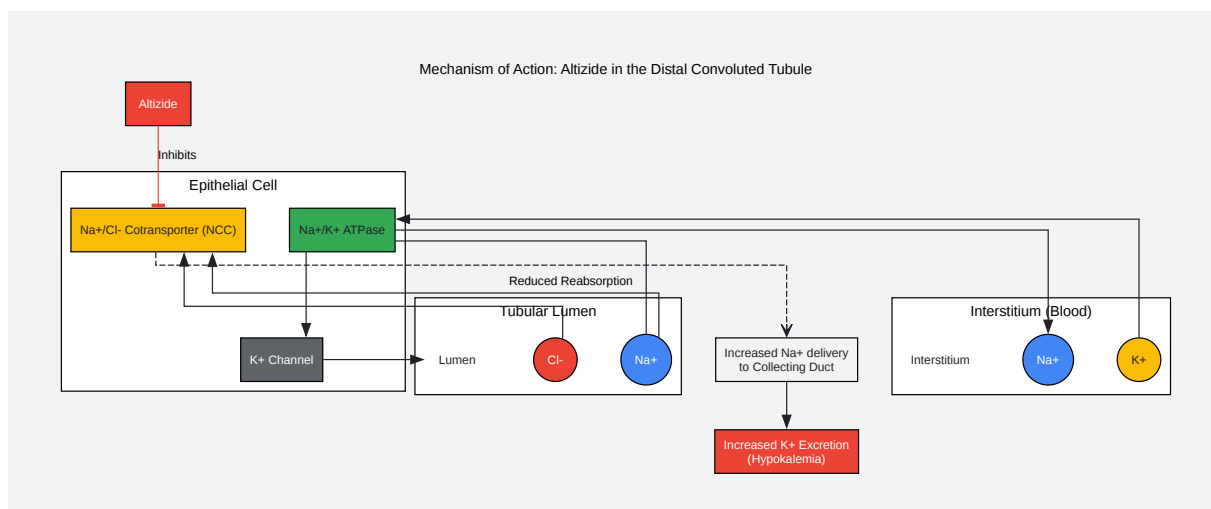 Mechanism of Action: Altizide in the Distal Convoluted Tubule
Altizide
Inhibits
Epithelial Cell
Na+/Cl- Cotransporter (NCC)
Na+/K+ ATPase
Reduced Reabsorption
Tubular Lumen
Interstitium (Blood)
K+ Channel
Lumen
Cl-
Na+
Increased Na+ delivery
to Collecting Duct
Interstitium
Na+
K+
Increased K+ Excretion
(Hypokalemia)